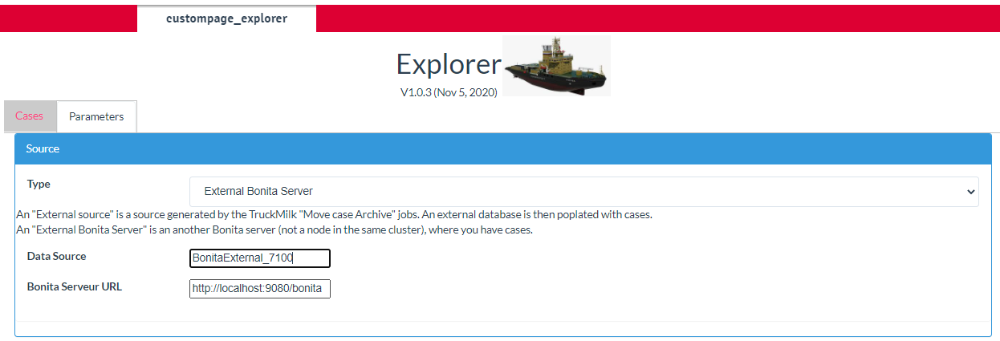 custompage_explorer
Explorer
V1.0.3 (Nov 5, 2020)
Cases
Parameters
Source
Type
External Bonita Server
An "External source" is a source generated by the TruckMilk "Move case Archive" jobs. An external database is then poplated with cases.
An "External Bonita Server" is an another Bonita server (not a node in the same cluster), where you have cases.
Data Source
BonitaExternal_7100
Bonita Serveur URL
http://localhost:9080/bonita